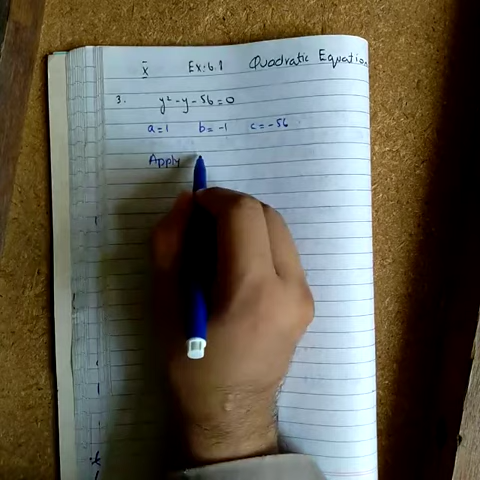 x̄ Ex:6.1 Quadratic Equation
3. y² - y - 56 = 0
a = 1 b = -1 c = -56
Apply